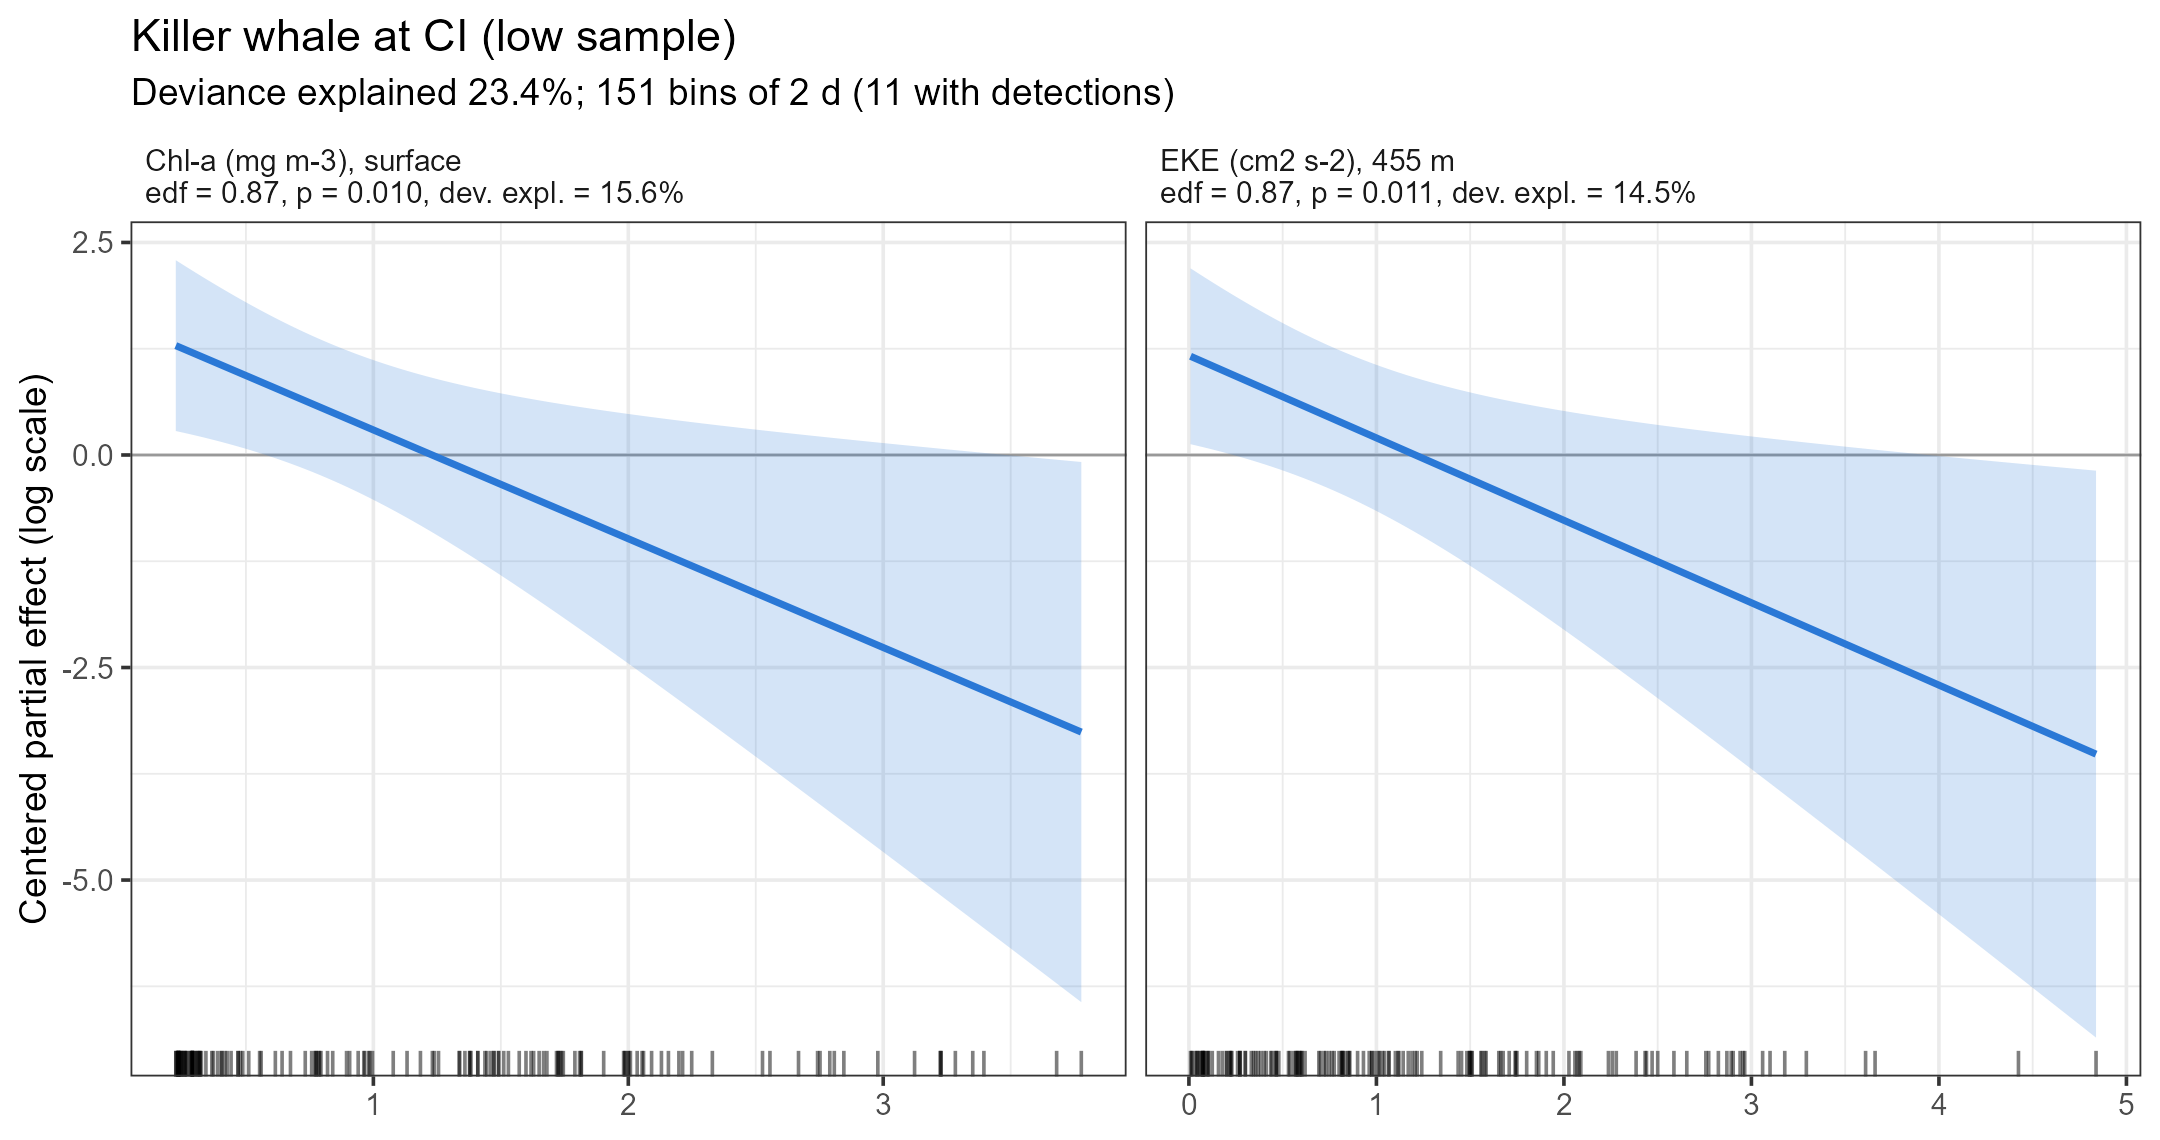 Killer whale at CI (low sample)
Deviance explained 23.4%; 151 bins of 2 d (11 with detections)
Chl-a (mg m-3), surface
edf = 0.87, p = 0.010, dev. expl. = 15.6%
EKE (cm2 s-2), 455 m
edf = 0.87, p = 0.011, dev. expl. = 14.5%
Centered partial effect (log scale)
2.5
0.0
-2.5
-5.0
1 2 3
0 1 2 3 4 5